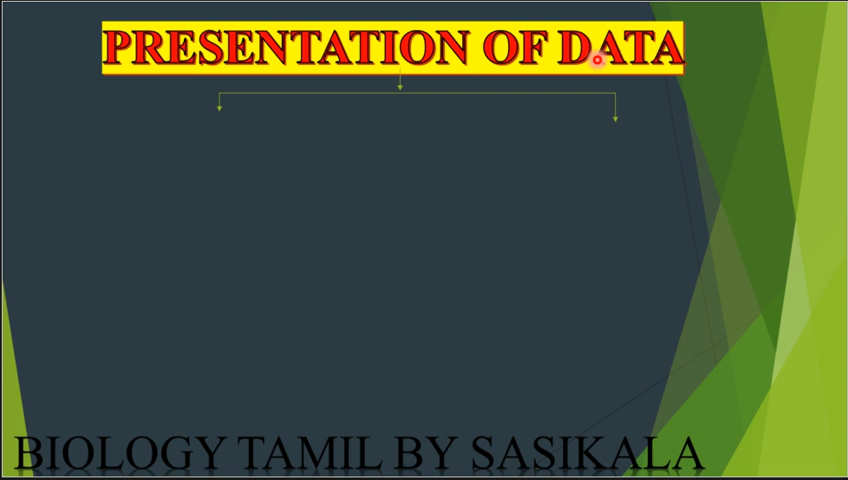 PRESENTATION OF DATA
BIOLOGY TAMIL BY SASIKALA